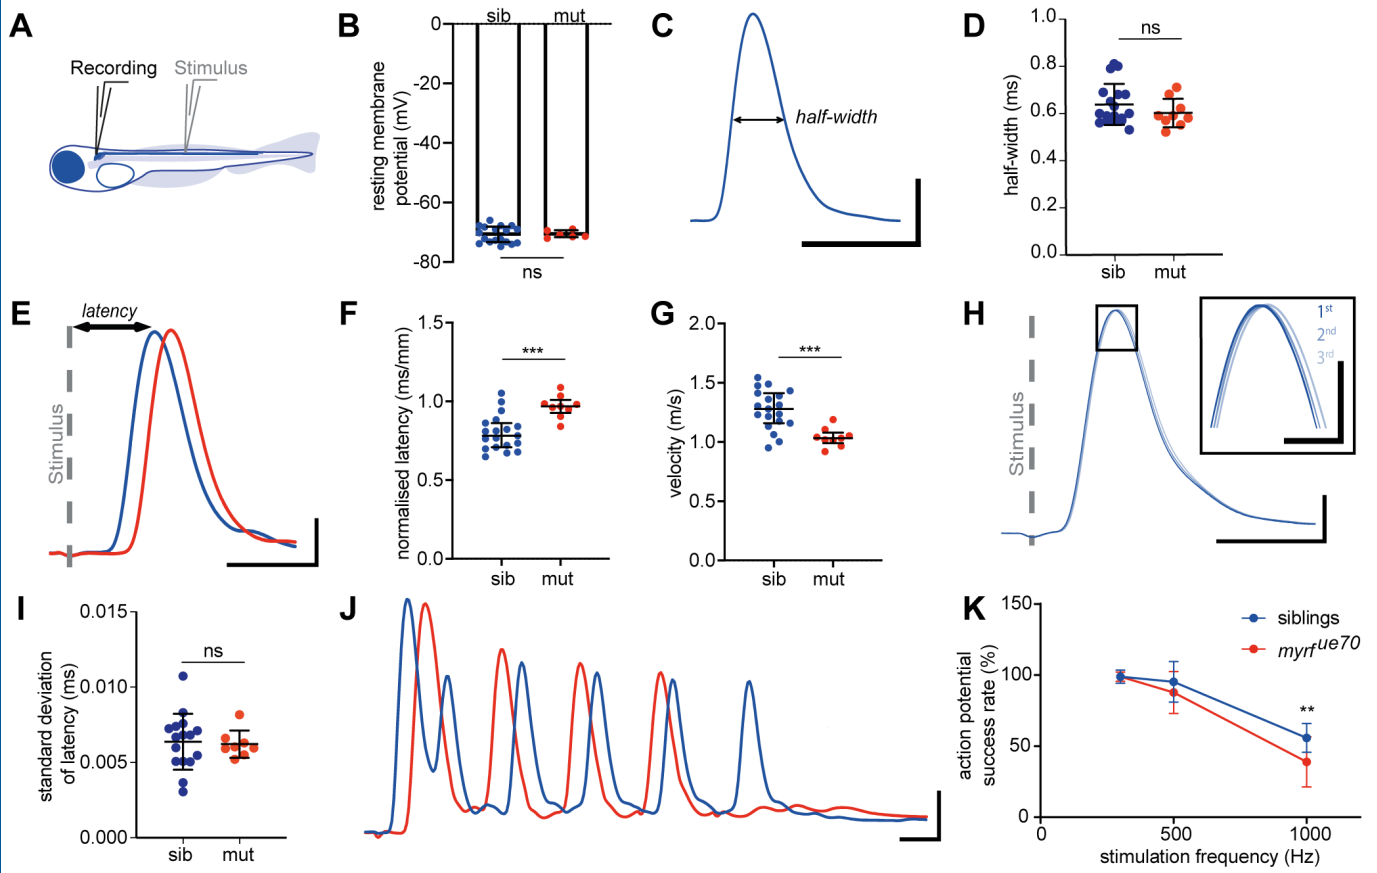 A
Recording
Stimulus
B
sib
mut
0
-20
-40
-60
-80
resting membrane
potential (mV)
ns
C
half-width
D
1.0
0.8
0.6
0.4
0.2
0.0
half-width (ms)
ns
sib
mut
E
latency
Stimulus
F
1.5
1.0
0.5
0.0
normalised latency (ms/mm)
***
sib
mut
G
2.0
1.5
1.0
0.5
0.0
velocity (m/s)
***
sib
mut
H
Stimulus
1st
2nd
3rd
I
0.015
0.010
0.005
0.000
standard deviation
of latency (ms)
ns
sib
mut
J
K
150
100
50
0
action potential
success rate (%)
siblings
myrf ue70
**
0
500
1000
stimulation frequency (Hz)